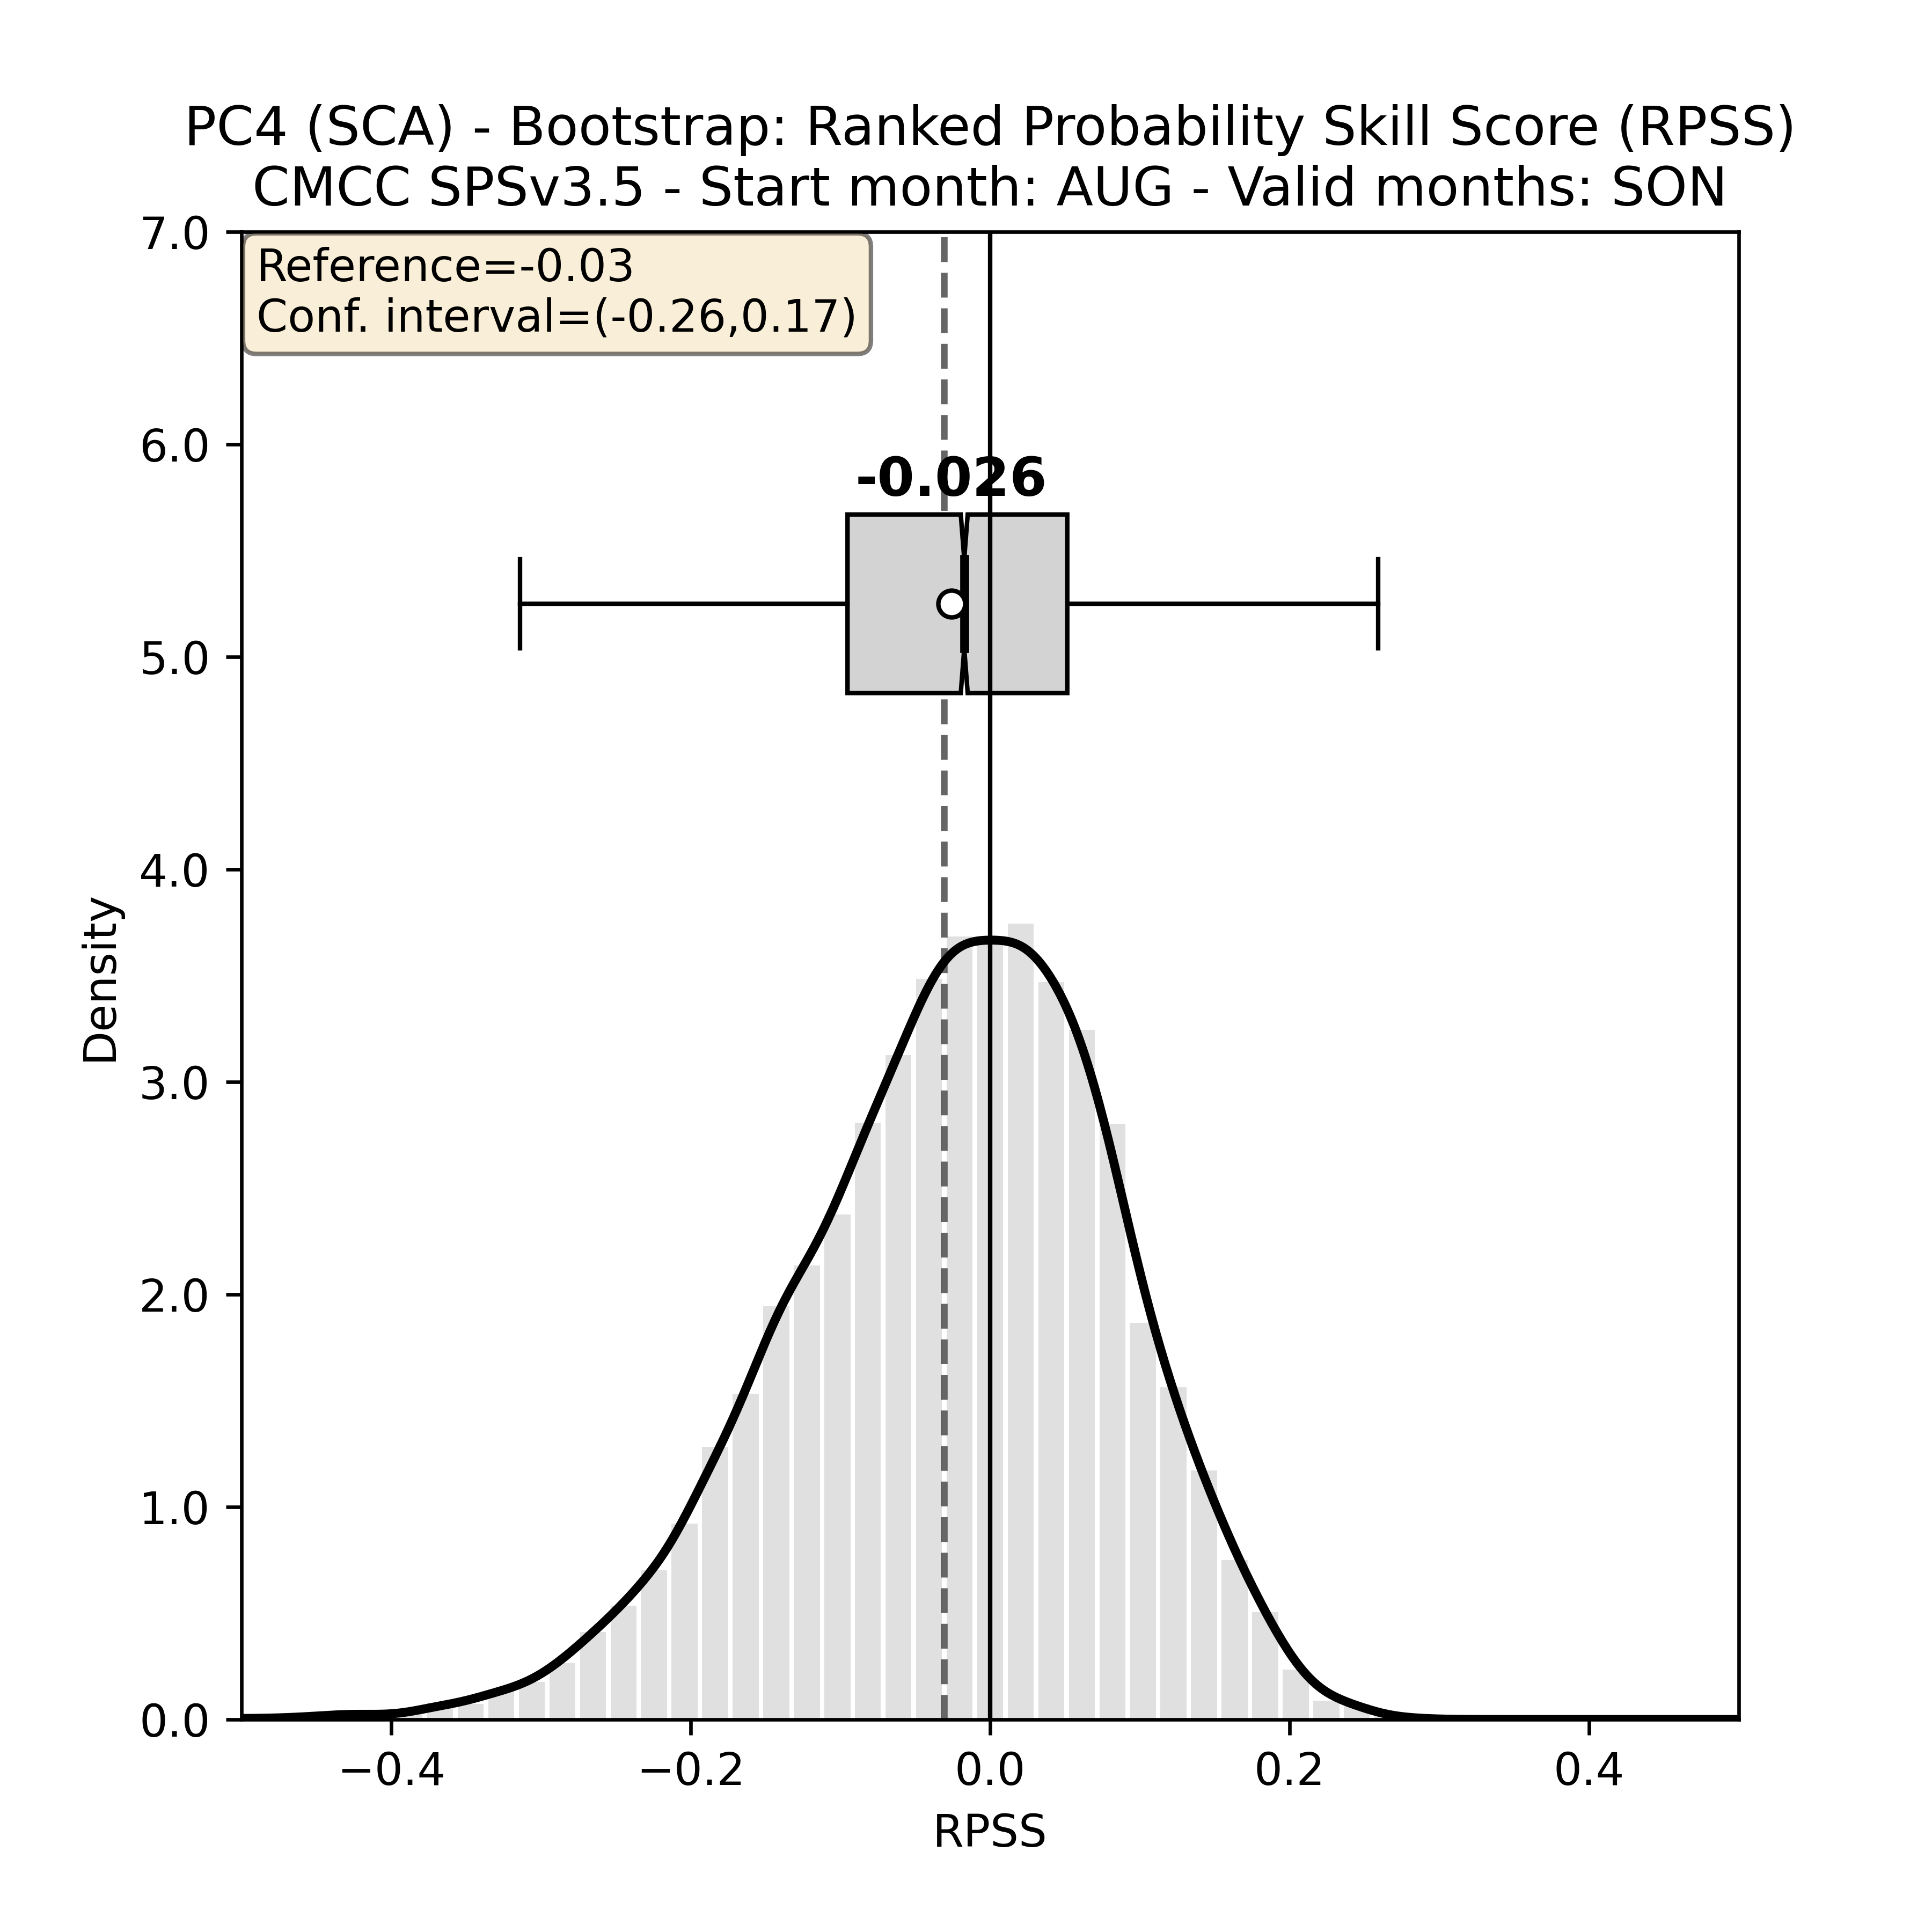 PC4 (SCA) - Bootstrap: Ranked Probability Skill Score (RPSS)
CMCC SPSv3.5 - Start month: AUG - Valid months: SON
Reference=-0.03
Conf. interval=(-0.26,0.17)
-0.026
7.0
6.0
5.0
4.0
3.0
2.0
1.0
0.0
Density
−0.4 −0.2 0.0 0.2 0.4
RPSS